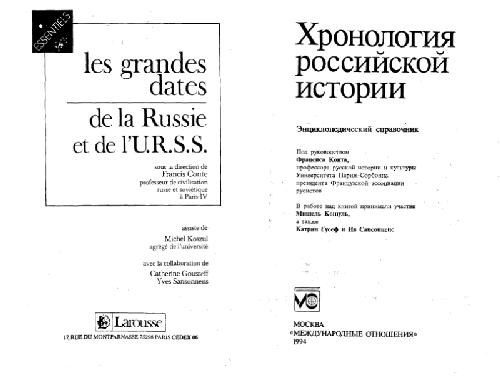 ESSENTIELS
les grandes
dates
de la Russie
et de l'U.R.S.S.
sous la direction de
Francis Conte
professeur de civilisation
russe et soviétique
à Paris-IV
assisté de
Michel Koszul
agrégé de l'université
avec la collaboration de
Catherine Gousseff
Yves Sansonnens
Larousse
17, RUE DU MONTPARNASSE 75298 PARIS CEDEX 06
Хронология
российской
истории
Энциклопедический справочник
Под руководством
Франсиса Конта,
профессора русской истории и культуры
Университета Париж-Сорбонна,
президента Французской ассоциации
русистов
В работе над книгой принимали участие
Мишель Кошуль,
а также
Катрин Гусеф и Ив Сансоннанс
МО
МОСКВА
«МЕЖДУНАРОДНЫЕ ОТНОШЕНИЯ»
1994